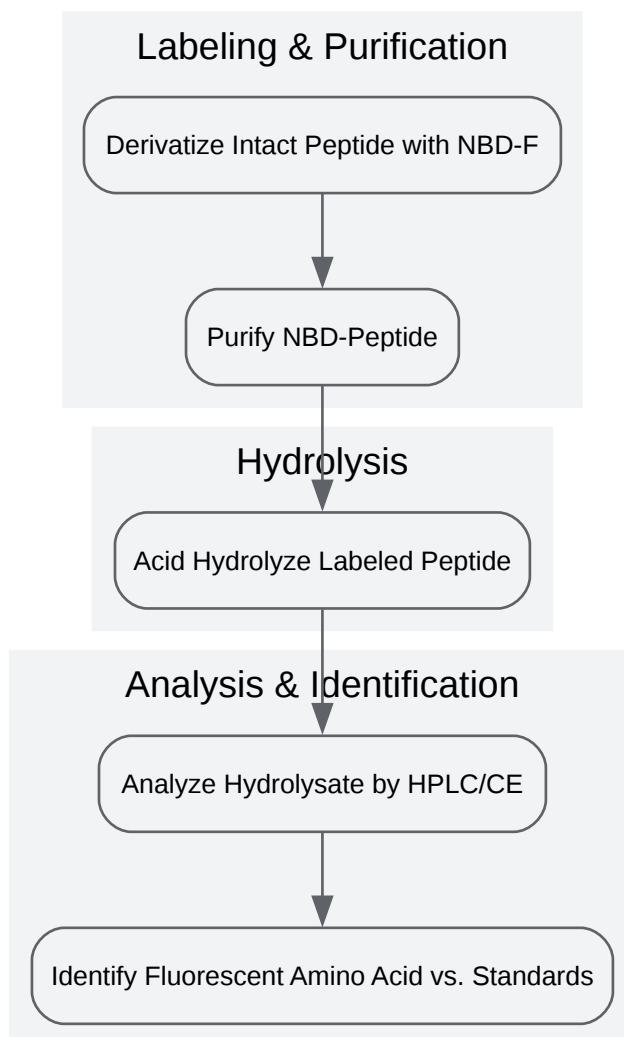 Labeling & Purification
Derivatize Intact Peptide with NBD-F
Purify NBD-Peptide
Hydrolysis
Acid Hydrolyze Labeled Peptide
Analysis & Identification
Analyze Hydrolysate by HPLC/CE
Identify Fluorescent Amino Acid vs. Standards